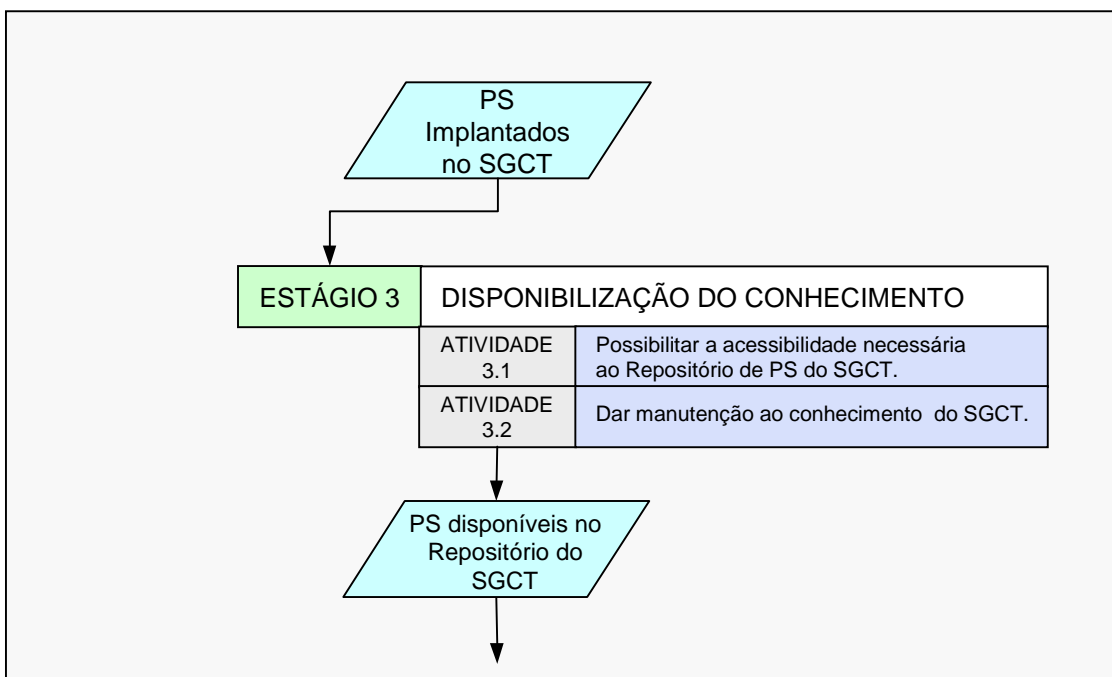 PS
Implantados
no SGCT
ESTÁGIO 3
DISPONIBILIZAÇÃO DO CONHECIMENTO
ATIVIDADE
3.1
Possibilitar a acessibilidade necessária
ao Repositório de PS do SGCT.
ATIVIDADE
3.2
Dar manutenção ao conhecimento do SGCT.
PS disponíveis no
Repositório do
SGCT